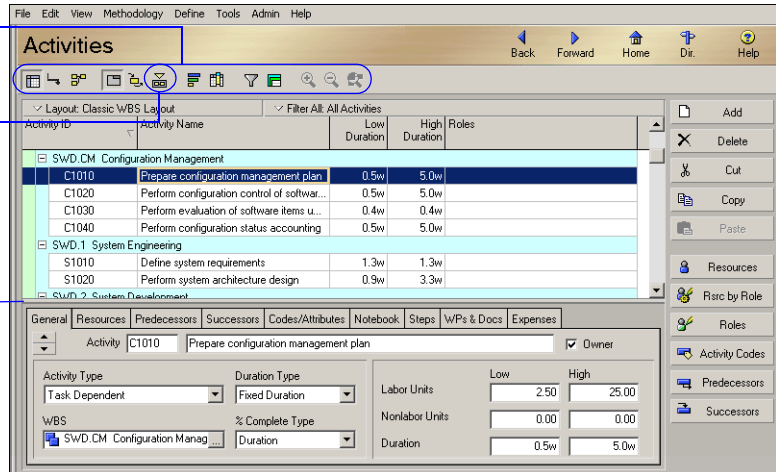 File Edit View Methodology Define Tools Admin Help
Activities
Back Forward Home Dir. Help
Layout: Classic WBS Layout Filter All: All Activities
Activity ID Activity Name Low Duration High Duration Roles
SWD.CM Configuration Management
C1010 Prepare configuration management plan 0.5w 5.0w
C1020 Perform configuration control of softwar... 0.5w 5.0w
C1030 Perform evaluation of software items u... 0.4w 0.4w
C1040 Perform configuration status accounting 0.5w 5.0w
SWD.1 System Engineering
S1010 Define system requirements 1.3w 1.3w
S1020 Perform system architecture design 0.9w 3.3w
SWD.2 System Development
Add
Delete
Cut
Copy
Paste
Resources
Rsrc by Role
Roles
Activity Codes
Predecessors
Successors
General Resources Predecessors Successors Codes/Attributes Notebook Steps WPs & Docs Expenses
Activity C1010 Prepare configuration management plan Owner
Activity Type Duration Type
Task Dependent Fixed Duration
WBS % Complete Type
SWD.CM Configuration Manag ... Duration
Low High
Labor Units 2.50 25.00
Nonlabor Units 0.00 0.00
Duration 0.5w 5.0w